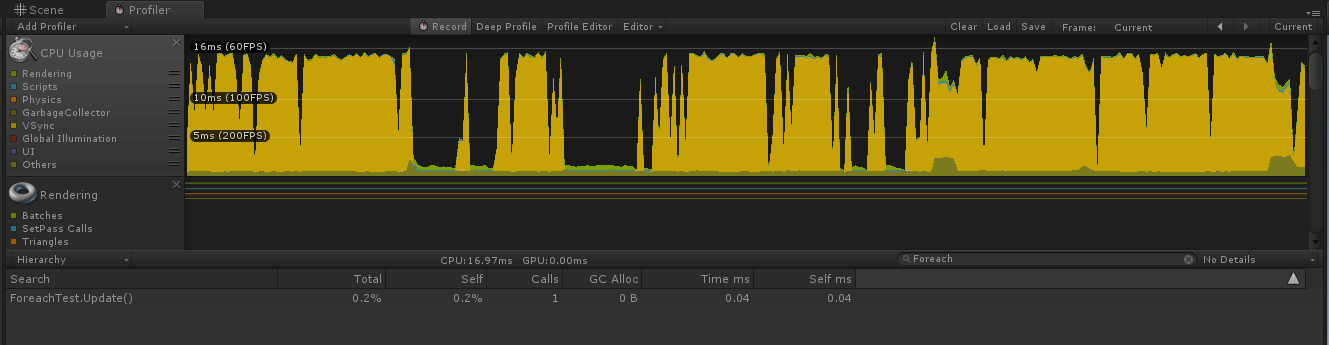 Scene Profiler
Add Profiler Record Deep Profile Profile Editor Editor Clear Load Save Frame: Current Current
CPU Usage
Rendering
Scripts
Physics
GarbageCollector
VSync
Global Illumination
UI
Others
16ms (60FPS)
10ms (100FPS)
5ms (200FPS)
Rendering
Batches
SetPass Calls
Triangles
Hierarchy CPU:16.97ms GPU:0.00ms Foreach No Details
Search Total Self Calls GC Alloc Time ms Self ms
ForeachTest.Update() 0.2% 0.2% 1 0 B 0.04 0.04